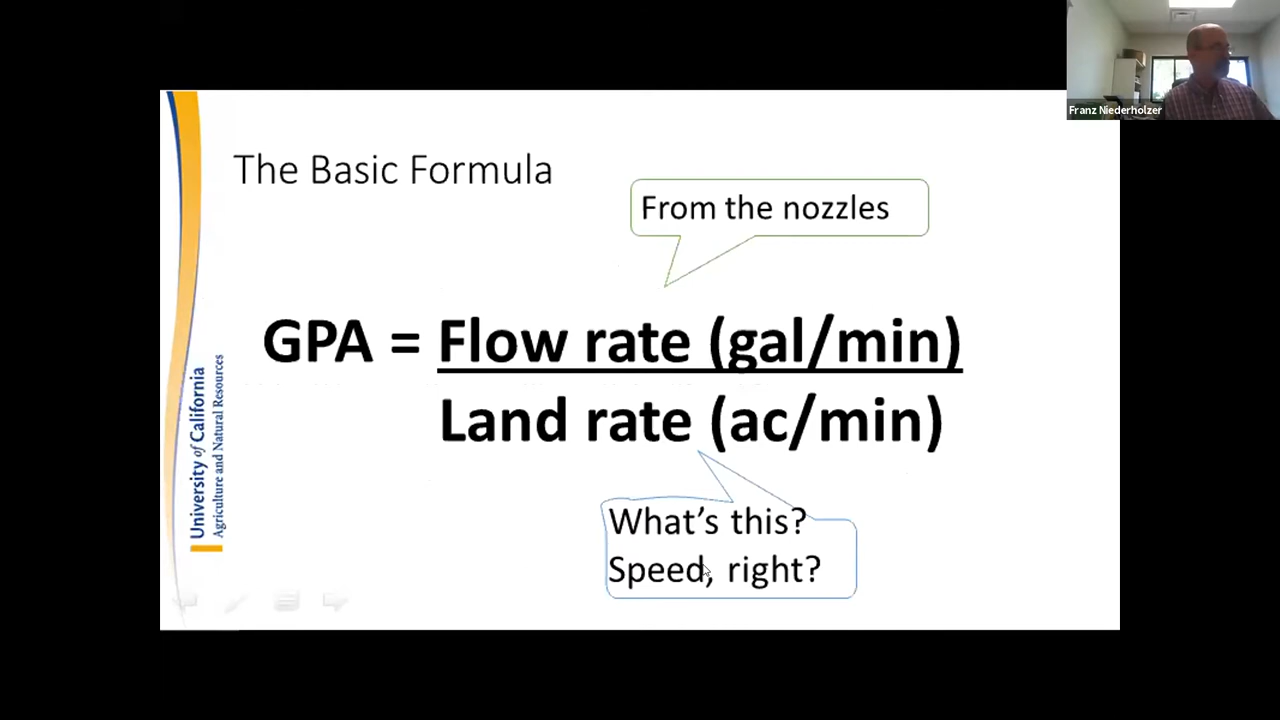 Franz Niederholzer
The Basic Formula
From the nozzles
GPA = Flow rate (gal/min)
Land rate (ac/min)
What's this?
Speed, right?
University of California
Agriculture and Natural Resources